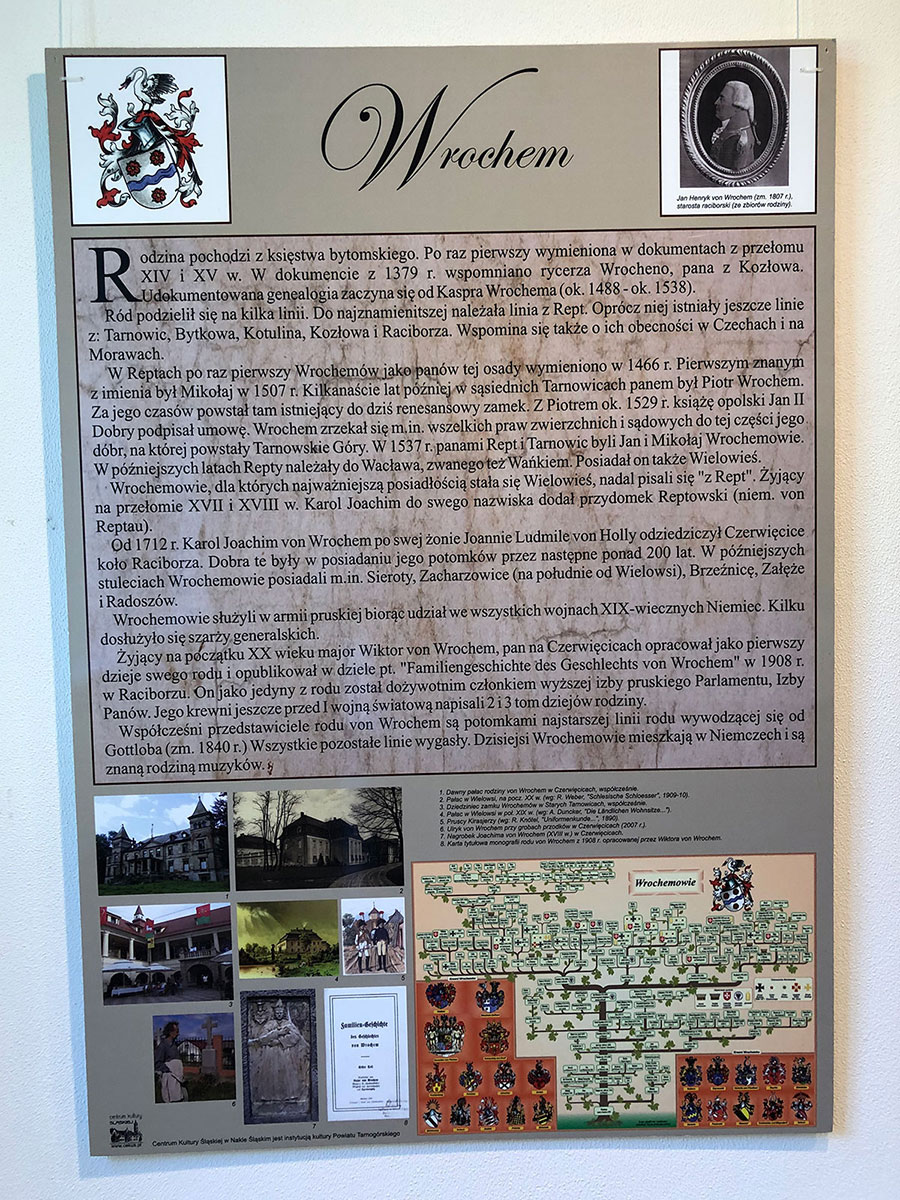 Wrochem
Jan Henryk von Wrochem (zm. 1807 r.),
starosta raciborski (ze zbiorów rodziny).
Rodzina pochodzi z księstwa bytomskiego. Po raz pierwszy wymieniona w dokumentach z przełomu
XIV i XV w. W dokumencie z 1379 r. wspomniano rycerza Wrocheno, pana z Kozłowa.
Udokumentowana genealogia zaczyna się od Kaspra Wrochema (ok. 1488 - ok. 1538).
Ród podzielił się na kilka linii. Do najznamienitszej należała linia z Rept. Oprócz niej istniały jeszcze linie
z: Tarnowic, Bytkowa, Kotulina, Kozłowa i Raciborza. Wspomina się także o ich obecności w Czechach i na
Morawach.
W Reptach po raz pierwszy Wrochemów jako panów tej osady wymieniono w 1466 r. Pierwszym znanym
z imienia był Mikołaj w 1507 r. Kilkanaście lat później w sąsiednich Tarnowicach panem był Piotr Wrochem.
Za jego czasów powstał tam istniejący do dziś renesansowy zamek. Z Piotrem ok. 1529 r. książę opolski Jan II
Dobry podpisał umowę. Wrochem zrzekał się m.in. wszelkich praw zwierzchnich i sądowych do tej części jego
dóbr, na której powstały Tarnowskie Góry. W 1537 r. panami Rept i Tarnowic byli Jan i Mikołaj Wrochemowie.
W późniejszych latach Repty należały do Wacława, zwanego też Wańkiem. Posiadał on także Wielowieś.
Wrochemowie, dla których najważniejszą posiadłością stała się Wielowieś, nadal pisali się "z Rept". Żyjący
na przełomie XVII i XVIII w. Karol Joachim do swego nazwiska dodał przydomek Reptowski (niem. von
Reptau).
Od 1712 r. Karol Joachim von Wrochem po swej żonie Joannie Ludmile von Holly odziedziczył Czerwięcice
koło Raciborza. Dobra te były w posiadaniu jego potomków przez następne ponad 200 lat. W późniejszych
stuleciach Wrochemowie posiadali m.in. Sieroty, Zacharzowice (na południe od Wielowsi), Brzeźnicę, Załęże
i Radoszów.
Wrochemowie służyli w armii pruskiej biorąc udział we wszystkich wojnach XIX-wiecznych Niemiec. Kilku
dosłużyło się szarży generalskich.
Żyjący na początku XX wieku major Wiktor von Wrochem, pan na Czerwięcicach opracował jako pierwszy
dzieje swego rodu i opublikował w dziele pt. "Familiengeschichte des Geschlechts von Wrochem" w 1908 r.
w Raciborzu. On jako jedyny z rodu został dożywotnim członkiem wyższej izby pruskiego Parlamentu, Izby
Panów. Jego krewni jeszcze przed I wojną światową napisali 2 i 3 tom dziejów rodziny.
Współcześni przedstawiciele rodu von Wrochem są potomkami najstarszej linii rodu wywodzącej się od
Gottloba (zm. 1840 r.) Wszystkie pozostałe linie wygasły. Dzisiejsi Wrochemowie mieszkają w Niemczech i są
znaną rodziną muzyków.
1. Dawny pałac rodziny von Wrochem w Czerwięcicach, współcześnie.
2. Pałac w Wielowsi, na pocz. XX w. (wg: R. Weber, "Schlesische Schloesser", 1909-10).
3. Dziedziniec zamku Wrochemów w Starych Tarnowicach, współcześnie.
4. Pałac w Wielowsi w poł. XIX w. (wg: A. Duncker, "Die Ländlichen Wohnsitze...").
5. Pruscy Kirasjerzy (wg: R. Knötel, "Uniformenkunde...", 1890).
6. Ulryk von Wrochem przy grobach przodków w Czerwięcicach (2007 r.).
7. Nagrobek Joachima von Wrochem (XVIII w.) w Czerwięcicach.
8. Karta tytułowa monografii rodu von Wrochem z 1908 r. opracowanej przez Wiktora von Wrochem.
1
2
3
4
5
6
7
8
Wrochemowie
Familien-Geschichte
des Geschlechtes
von Wrochem
centrum kultury
ŚLĄSKIEJ
Centrum Kultury Śląskiej w Nakle Śląskim jest instytucją kultury Powiatu Tarnogórskiego